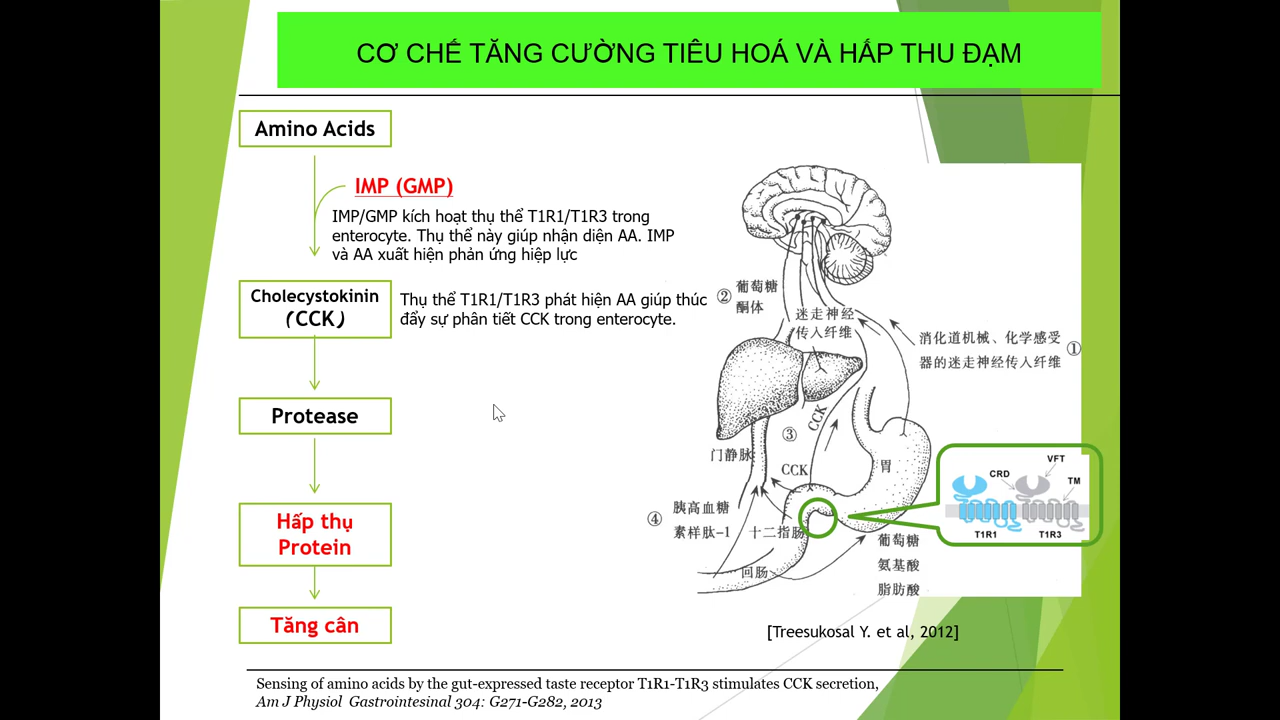 CƠ CHẾ TĂNG CƯỜNG TIÊU HOÁ VÀ HẤP THU ĐẠM
Amino Acids
IMP (GMP)
IMP/GMP kích hoạt thụ thể T1R1/T1R3 trong
enterocyte. Thụ thể này giúp nhận diện AA. IMP
và AA xuất hiện phản ứng hiệp lực
Cholecystokinin
(CCK)
Thụ thể T1R1/T1R3 phát hiện AA giúp thúc
đẩy sự phân tiết CCK trong enterocyte.
Protease
Hấp thụ
Protein
Tăng cân
② 葡萄糖
酮体
迷走神经
传入纤维
消化道机械、化学感受
器的迷走神经传入纤维
①
③
CCK
门静脉
CCK
胃
④
胰高血糖
素样肽-1
十二指肠
回肠
葡萄糖
氨基酸
脂肪酸
VFT
CRD
TM
T1R1
T1R3
[Treesukosal Y. et al, 2012]
Sensing of amino acids by the gut-expressed taste receptor T1R1-T1R3 stimulates CCK secretion,
Am J Physiol Gastrointesinal 304: G271-G282, 2013